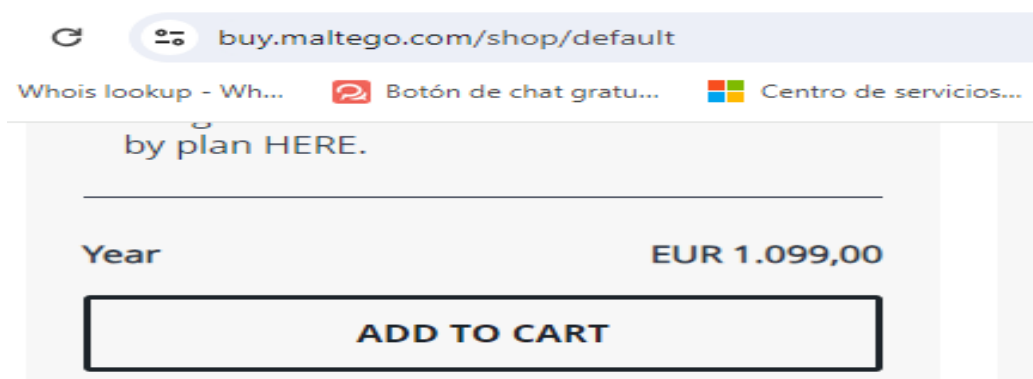 buy.maltego.com/shop/default
Whois lookup - Wh... Botón de chat gratu... Centro de servicios...
by plan HERE.
Year EUR 1.099,00
ADD TO CART